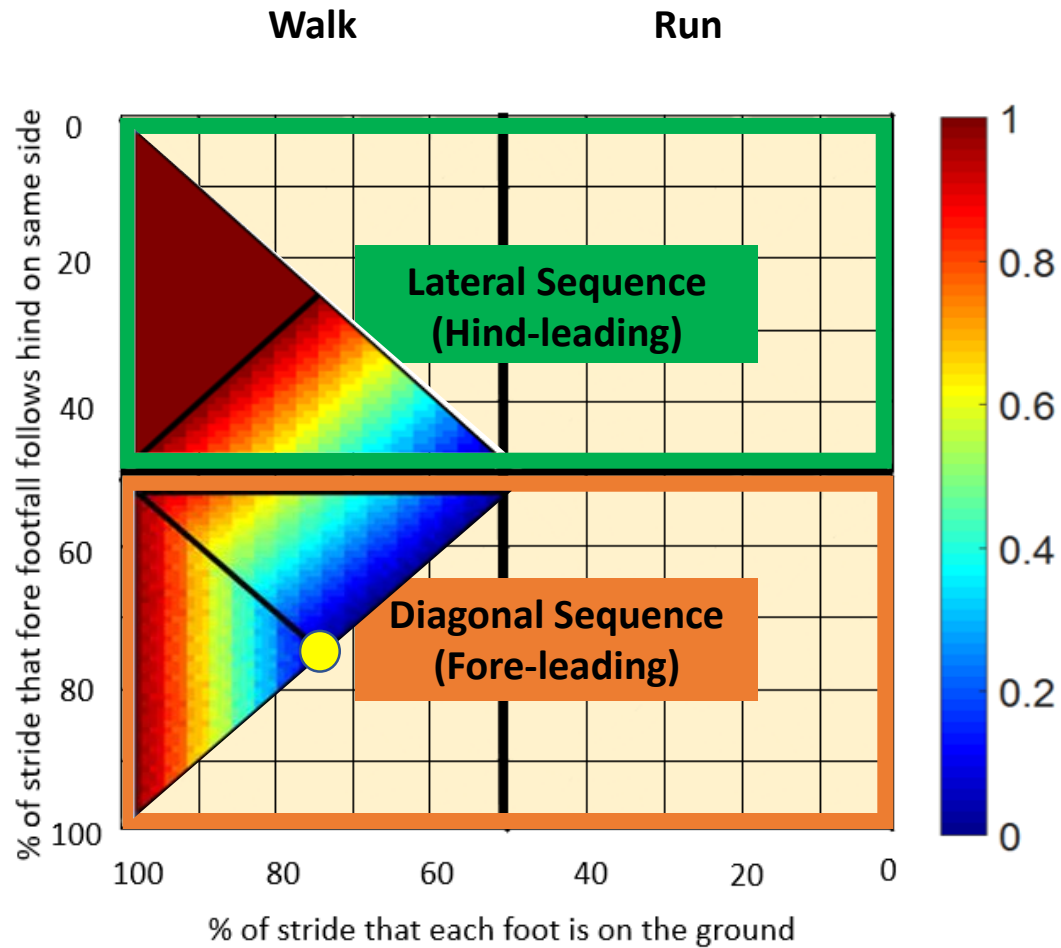 Walk
Run
% of stride that fore footfall follows hind on same side
0
20
40
60
80
100
Lateral Sequence
(Hind-leading)
Diagonal Sequence
(Fore-leading)
1
0.8
0.6
0.4
0.2
0
100
80
60
40
20
0
% of stride that each foot is on the ground